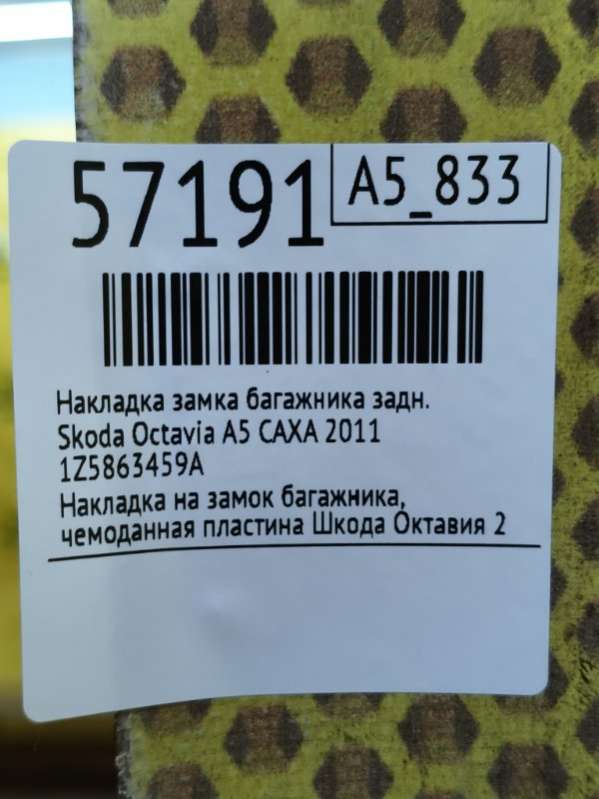 57191
A5_833
Накладка замка багажника задн.
Skoda Octavia A5 CAXA 2011
1Z5863459A
Накладка на замок багажника,
чемоданная пластина Шкода Октавия 2